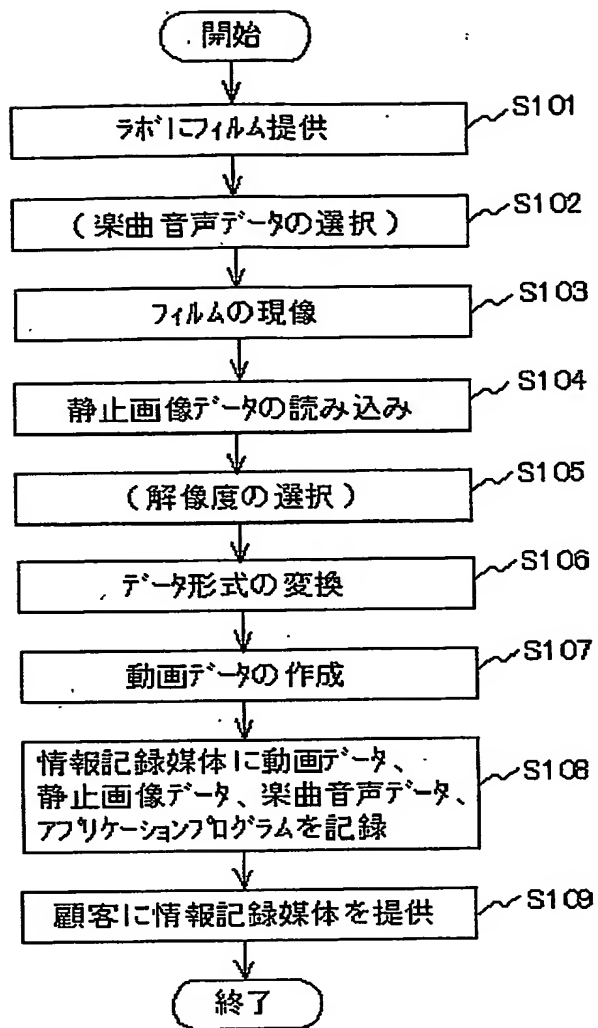 開始
ラボにフィルム提供
S101
(楽曲音声データの選択)
S102
フィルムの現像
S103
静止画像データの読み込み
S104
(解像度の選択)
S105
データ形式の変換
S106
動画データの作成
S107
情報記録媒体に動画データ、
静止画像データ、楽曲音声データ、
アプリケーションプログラムを記録
S108
顧客に情報記録媒体を提供
S109
終了